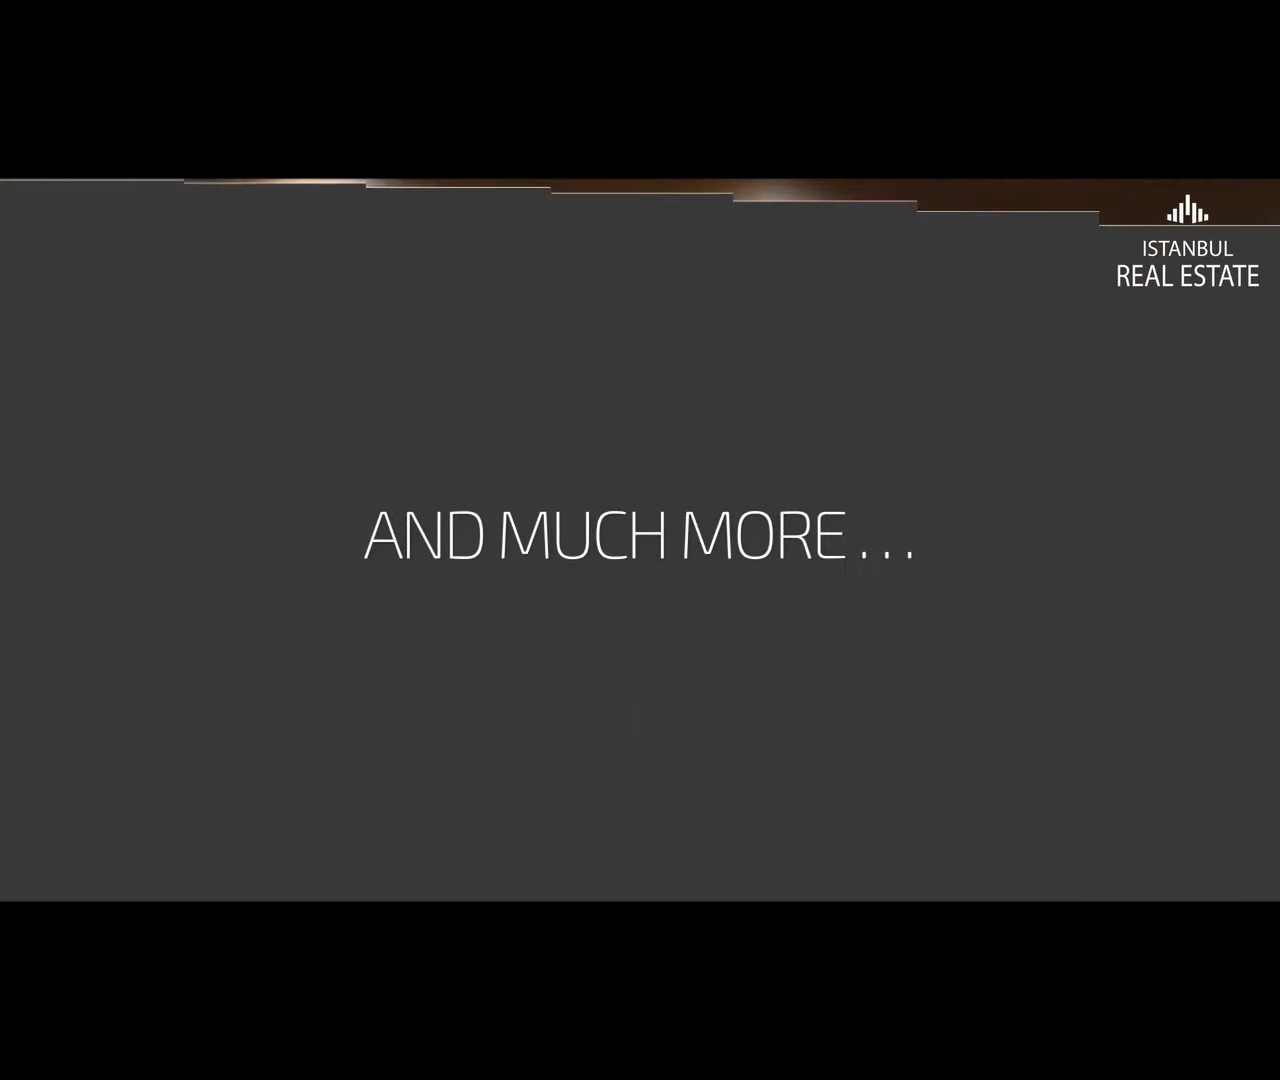 ISTANBUL
REAL ESTATE
AND MUCH MORE . . .